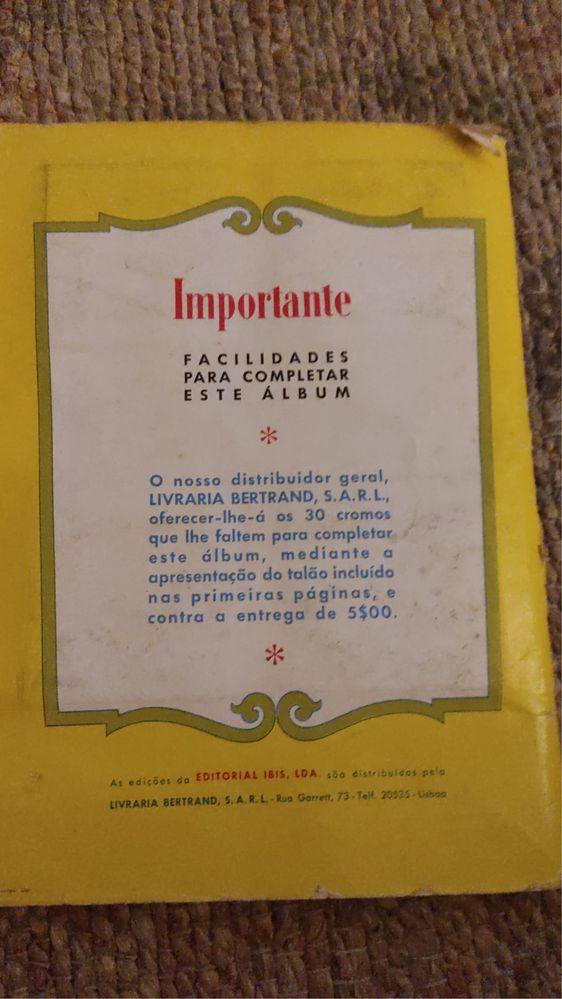 Importante
FACILIDADES
PARA COMPLETAR
ESTE ÁLBUM
*
O nosso distribuidor geral,
LIVRARIA BERTRAND, S.A.R.L.,
oferecer-lhe-á os 30 cromos
que lhe faltem para completar
este álbum, mediante a
apresentação do talão incluído
nas primeiras páginas, e
contra a entrega de 5$00.
*
As edições da EDITORIAL IBIS, LDA. são distribuídas pela
LIVRARIA BERTRAND, S.A.R.L. - Rua Garrett, 73 - Telf. 20535 - Lisboa